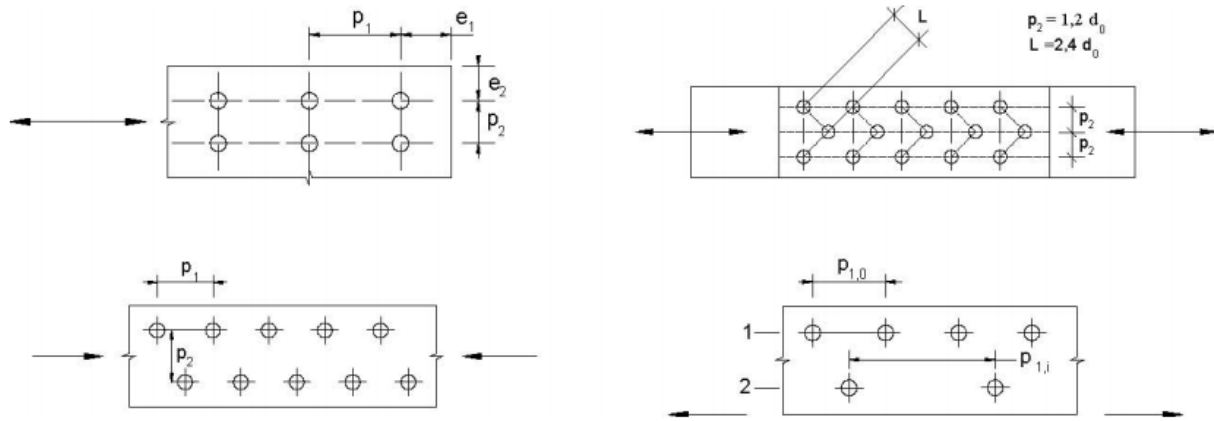 p₁
e₁
e₂
p₂
L
p₂ = 1,2 d₀
L =2,4 d₀
p₂
p₂
p₁
p₂
p₁,₀
1
p₁,ᵢ
2